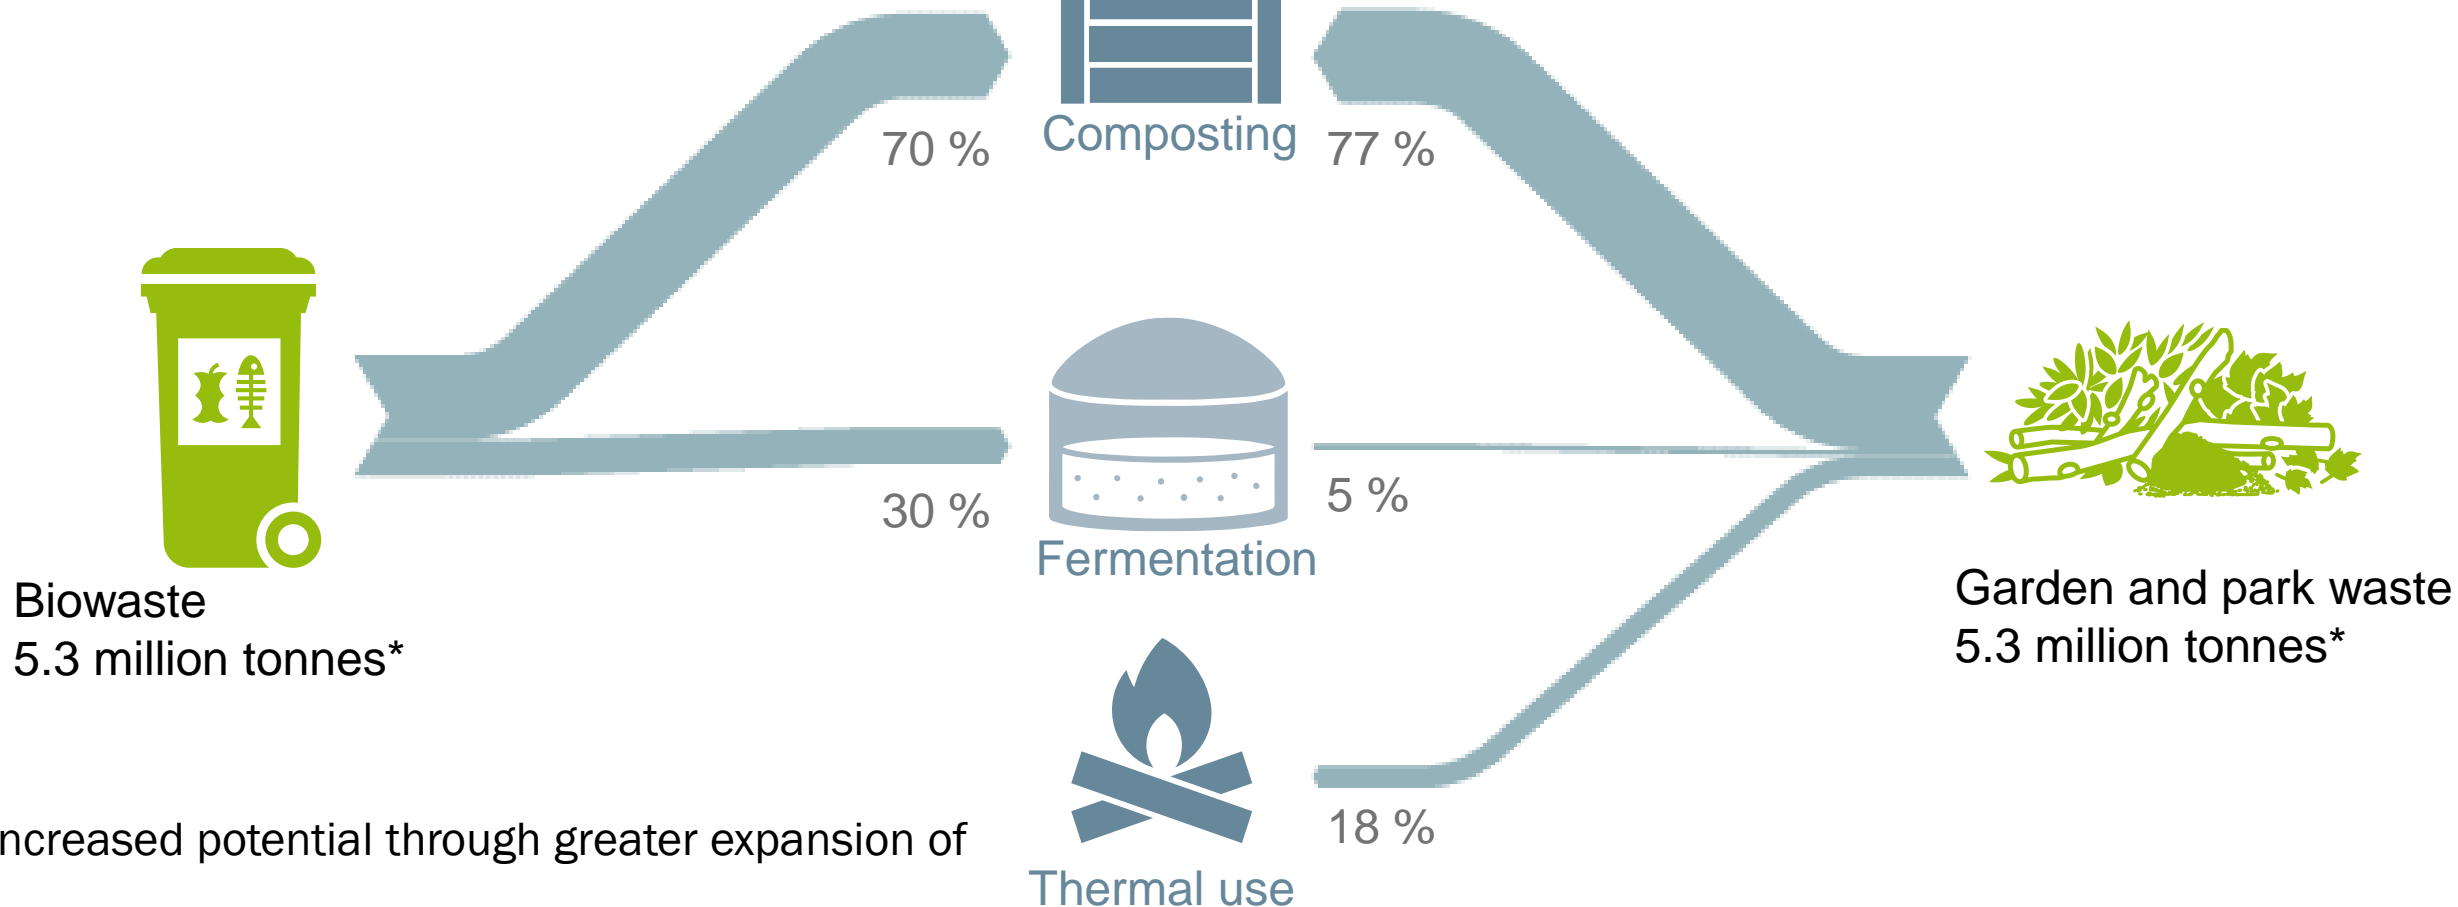 70 %
Composting
77 %
30 %
Fermentation
5 %
Biowaste
5.3 million tonnes*
Garden and park waste
5.3 million tonnes*
18 %
Thermal use
ncreased potential through greater expansion of